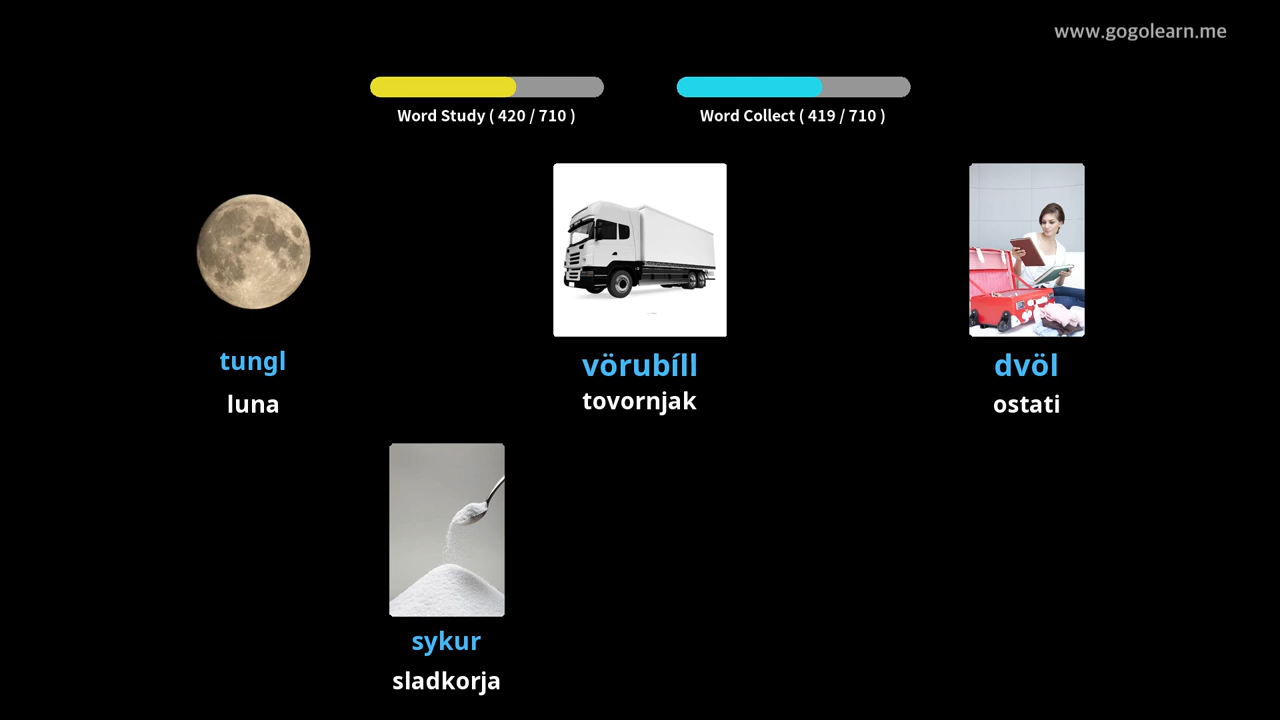 www.gogolearn.me
Word Study ( 420 / 710 )
Word Collect ( 419 / 710 )
tungl
luna
vörubíll
tovornjak
dvöl
ostati
sykur
sladkorja